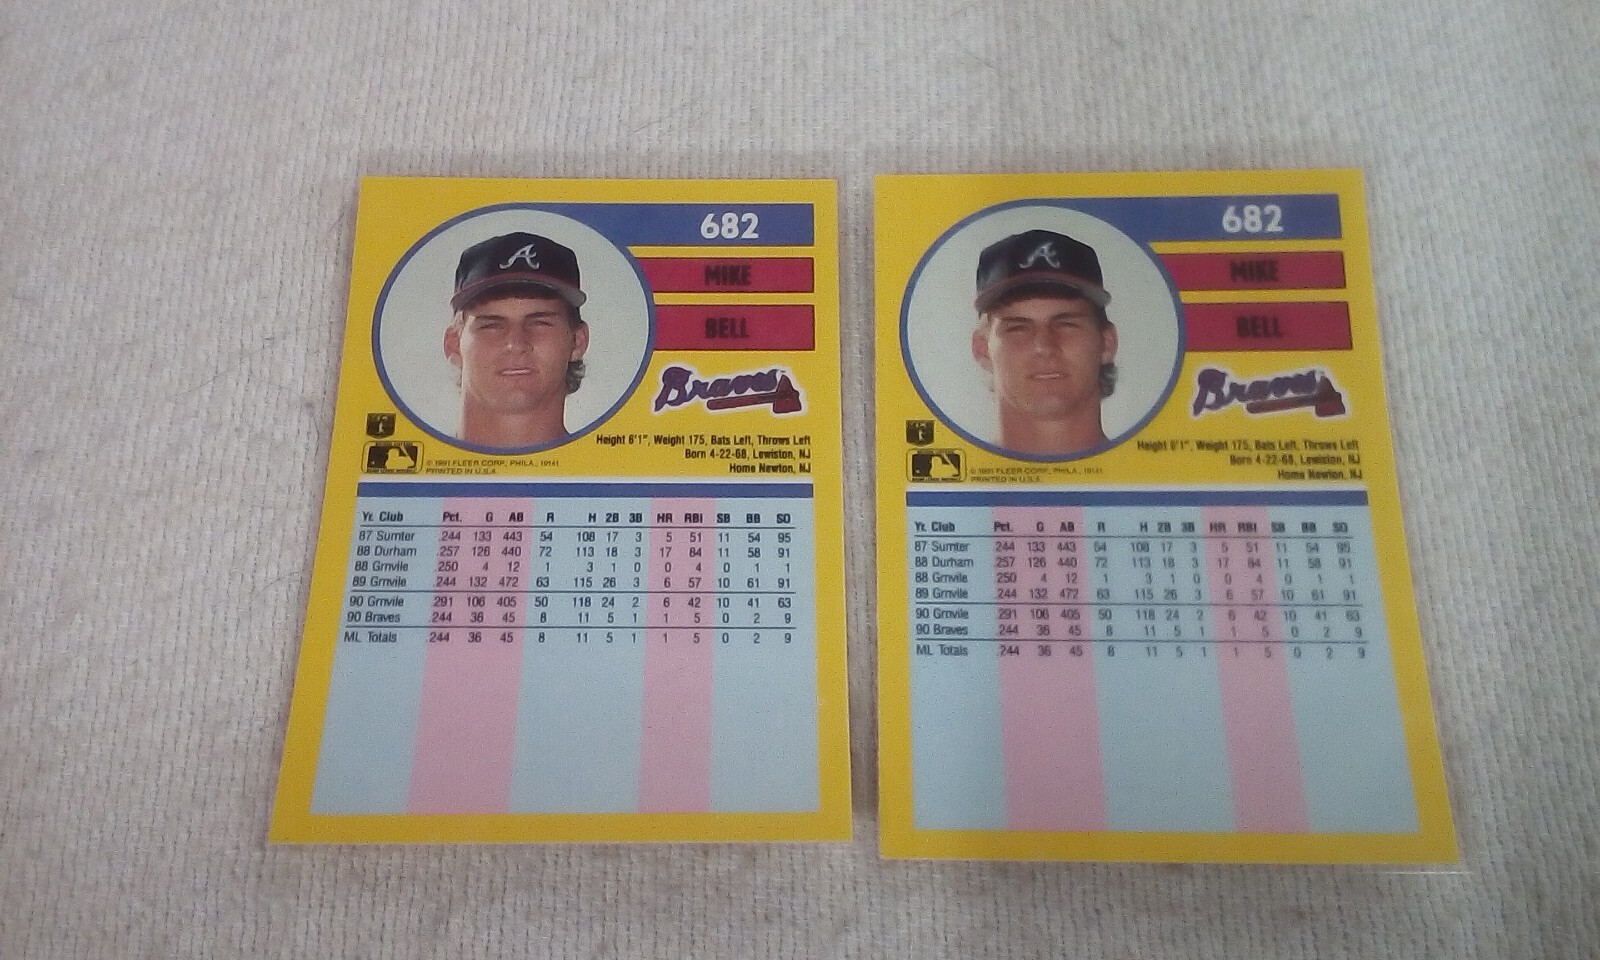 682
MIKE
BELL
Braves
Height 6'1", Weight 175, Bats Left, Throws Left
Born 4-22-68, Lewiston, NJ
Home Newton, NJ
© 1991 FLEER CORP., PHILA., 19141
PRINTED IN U.S.A.
Yr. Club Pct. G AB R H 2B 3B HR RBI SB BB SO
87 Sumter .244 133 443 54 108 17 3 5 51 11 54 95
88 Durham .257 126 440 72 113 18 3 17 84 11 58 91
88 Grnvile .250 4 12 1 3 1 0 0 4 0 1 1
89 Grnvile .244 132 472 63 115 26 3 6 57 10 61 91
90 Grnvile .291 106 405 50 118 24 2 6 42 10 41 63
90 Braves .244 36 45 8 11 5 1 1 5 0 2 9
ML Totals .244 36 45 8 11 5 1 1 5 0 2 9
682
MIKE
BELL
Braves
Height 6'1", Weight 175, Bats Left, Throws Left
Born 4-22-68, Lewiston, NJ
Home Newton, NJ
© 1991 FLEER CORP., PHILA., 19141
PRINTED IN U.S.A.
Yr. Club Pct. G AB R H 2B 3B HR RBI SB BB SO
87 Sumter .244 133 443 54 108 17 3 5 51 11 54 95
88 Durham .257 126 440 72 113 18 3 17 84 11 58 91
88 Grnvile .250 4 12 1 3 1 0 0 4 0 1 1
89 Grnvile .244 132 472 63 115 26 3 6 57 10 61 91
90 Grnvile .291 106 405 50 118 24 2 6 42 10 41 63
90 Braves .244 36 45 8 11 5 1 1 5 0 2 9
ML Totals .244 36 45 8 11 5 1 1 5 0 2 9